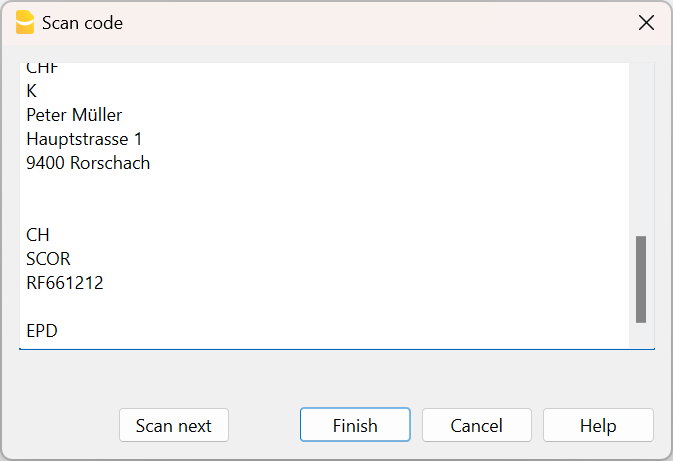 Scan code
CHF
K
Peter Müller
Hauptstrasse 1
9400 Rorschach
CH
SCOR
RF661212
EPD
Scan next
Finish
Cancel
Help